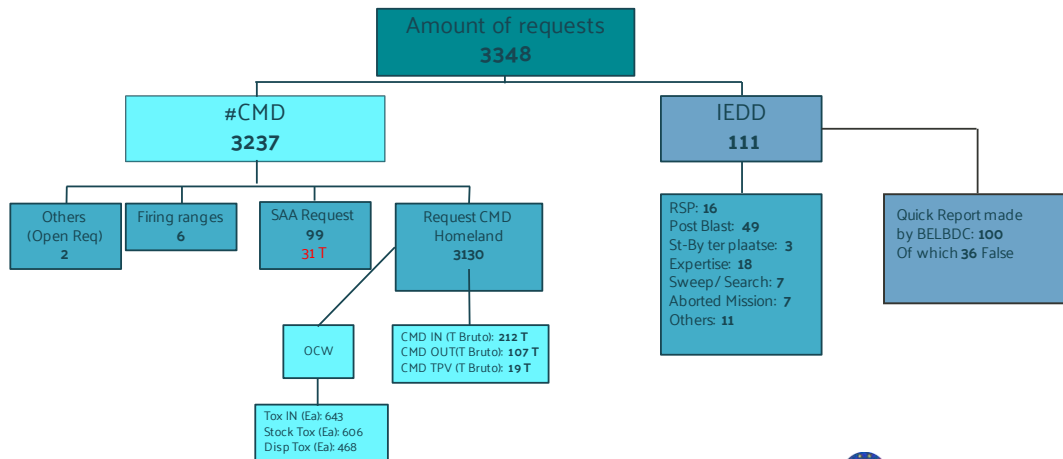 Amount of requests
3348
#CMD
3237
IEDD
111
Others
(Open Req)
2
Firing ranges
6
SAA Request
99
31 T
Request CMD
Homeland
3130
RSP: 16
Post Blast: 49
St-By ter plaatse: 3
Expertise: 18
Sweep/ Search: 7
Aborted Mission: 7
Others: 11
Quick Report made
by BELBDC: 100
Of which 36 False
OCW
CMD IN (T Bruto): 212 T
CMD OUT(T Bruto): 107 T
CMD TPV (T Bruto): 19 T
Tox IN (Ea): 643
Stock Tox (Ea): 606
Disp Tox (Ea): 468